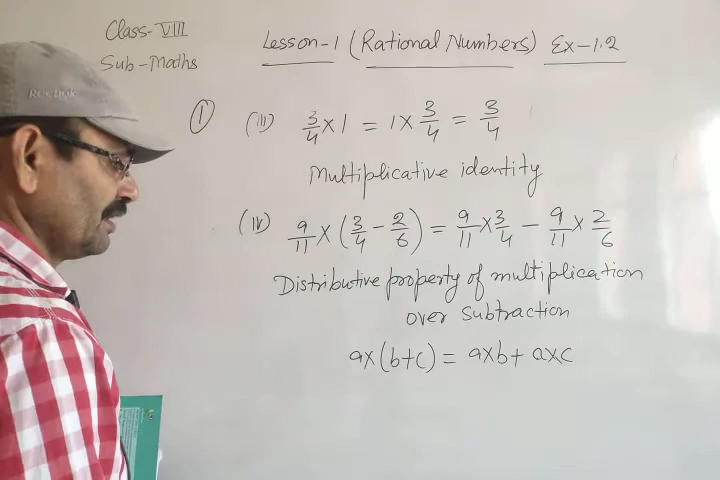 Class-VIII
Sub-Maths
Lesson-1 (Rational Numbers) Ex-1.2
Reebok
① (iii) 3/4 × 1 = 1 × 3/4 = 3/4
Multiplicative identity
(iv) 9/11 × (3/4 - 2/6) = 9/11 × 3/4 - 9/11 × 2/6
Distributive property of multiplication
over subtraction
a×(b+c) = a×b + a×c